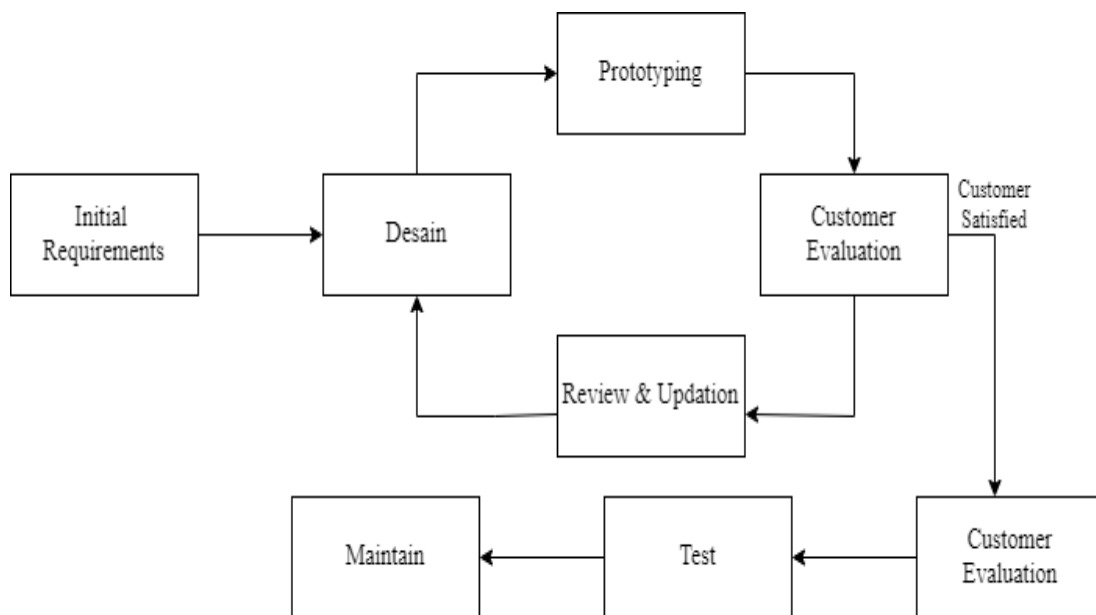 Prototyping
Initial
Requirements
Desain
Customer
Evaluation
Customer
Satisfied
Review & Updation
Maintain
Test
Customer
Evaluation